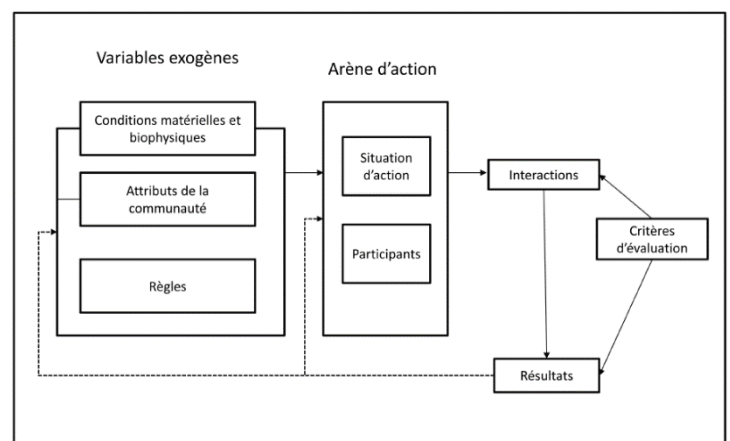 Variables exogènes
Arène d'action
Conditions matérielles et
biophysiques
Attributs de la
communauté
Règles
Situation
d'action
Participants
Interactions
Critères
d'évaluation
Résultats